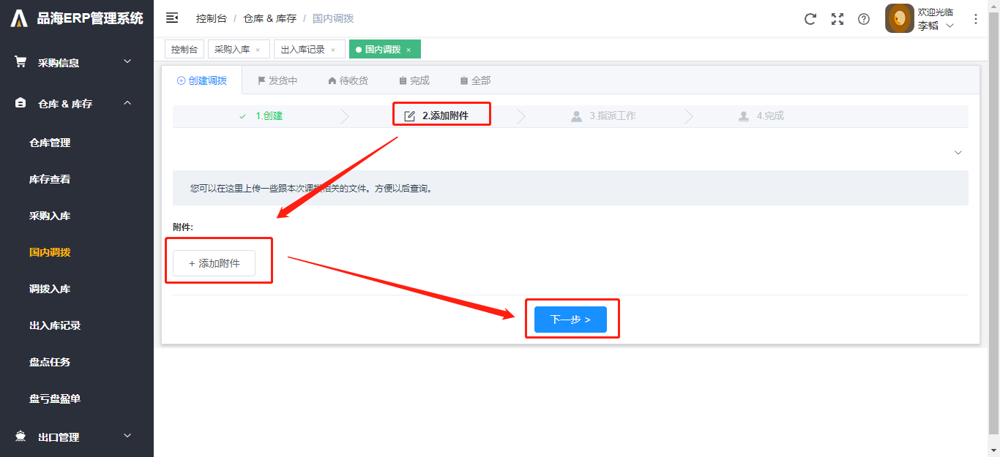 品海ERP管理系统
采购信息
仓库 & 库存
仓库管理
库存查看
采购入库
国内调拨
调拨入库
出入库记录
盘点任务
盘亏盘盈单
出口管理
控制台 / 仓库 & 库存 / 国内调拨
欢迎光临
李韬
控制台 采购入库 × 出入库记录 × 国内调拨 ×
创建调拨 发货中 待收货 完成 全部
1.创建 2.添加附件 3.指派工作 4.完成
您可以在这里上传一些跟本次调拨相关的文件。方便以后查询。
附件:
+ 添加附件
下一步 >